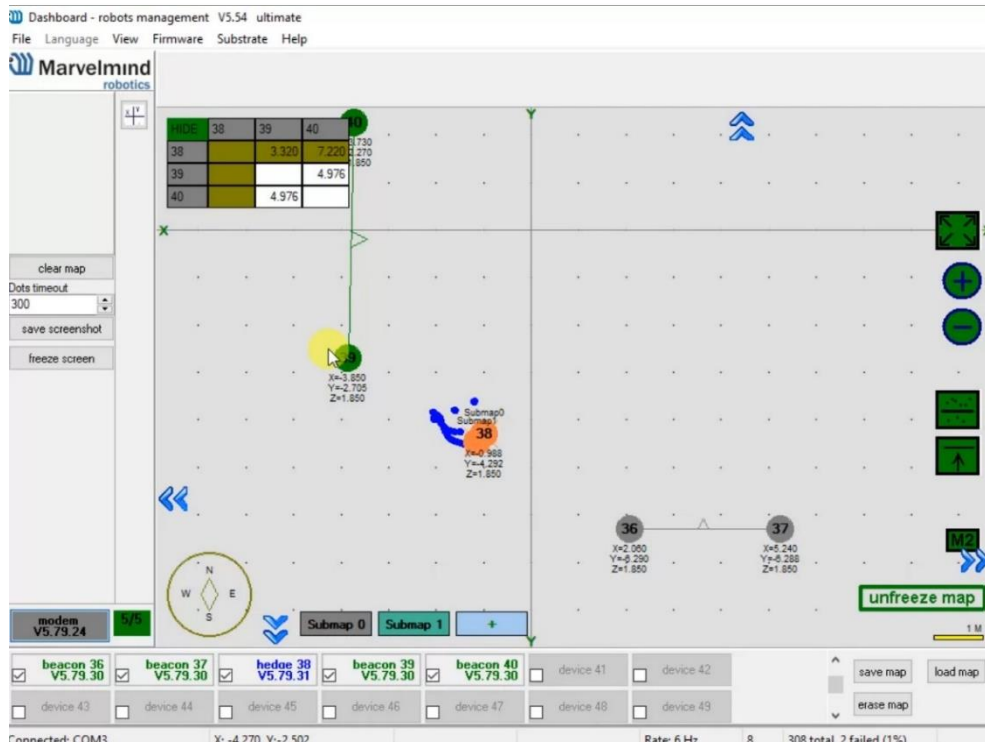 Dashboard - robots management V5.54 ultimate
File Language View Firmware Substrate Help
Marvelmind
robotics
clear map
Dots timeout
300
save screenshot
freeze screen
modem
V5.79.24
5/5
HIDE 38 39 40
38 3.320 7.220
39 4.976
40 4.976
.730
.270
.850
Y
X
X=-3.850
Y=-2.705
Z=1.850
Submap0
Submap1
38
X=-0.988
Y=-4.292
Z=1.850
36
X=2.060
Y=-6.290
Z=1.850
37
X=5.240
Y=-6.288
Z=1.850
N
W E
S
Submap 0 Submap 1 +
Y
M2
unfreeze map
1 M
beacon 36
V5.79.30
beacon 37
V5.79.30
hedge 38
V5.79.31
beacon 39
V5.79.30
beacon 40
V5.79.30
device 41
device 42
save map
load map
device 43
device 44
device 45
device 46
device 47
device 48
device 49
erase map
Connected: COM3 X: -4.270, Y:-2.502 Rate: 6 Hz 8 308 total, 2 failed (1%)